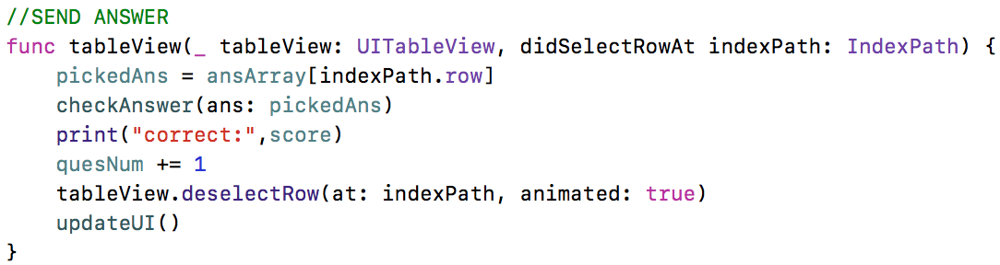 //SEND ANSWER
func tableView(_ tableView: UITableView, didSelectRowAt indexPath: IndexPath) {
    pickedAns = ansArray[indexPath.row]
    checkAnswer(ans: pickedAns)
    print("correct:",score)
    quesNum += 1
    tableView.deselectRow(at: indexPath, animated: true)
    updateUI()
}